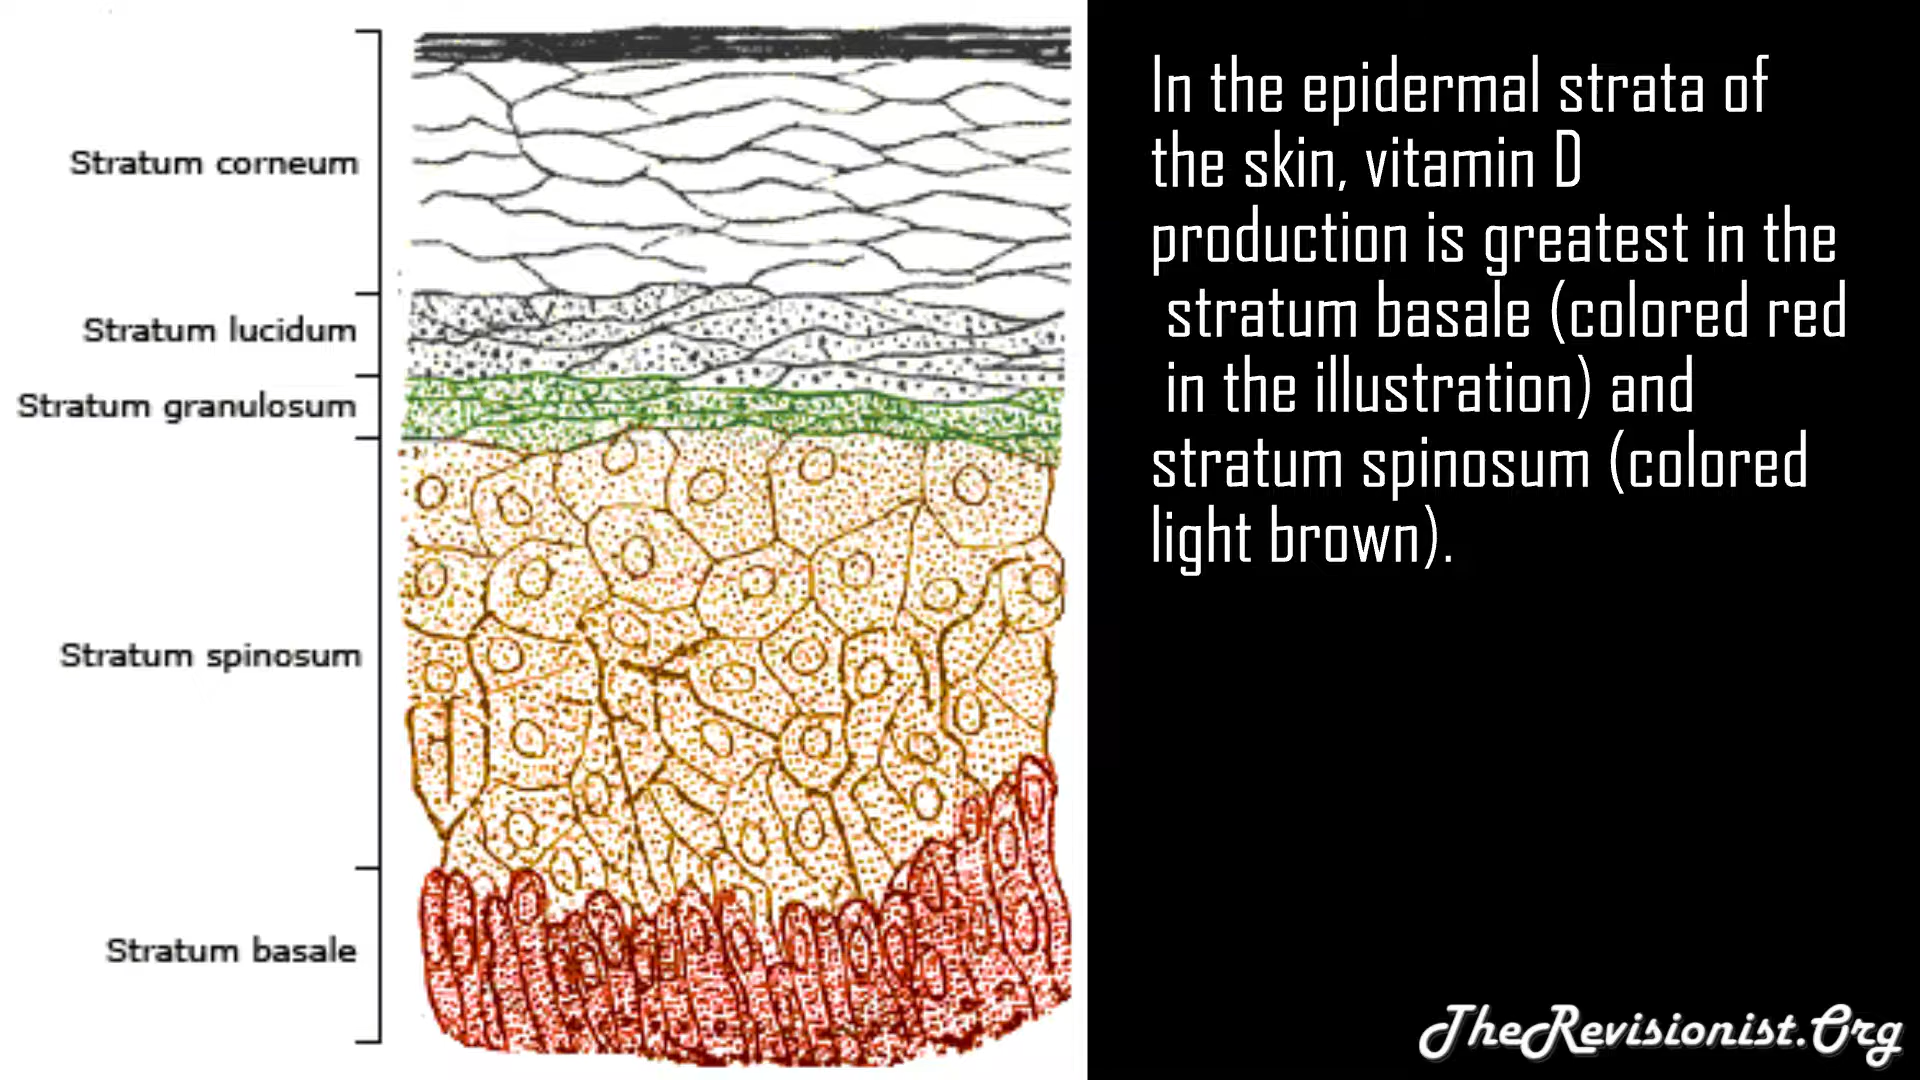 Stratum corneum
Stratum lucidum
Stratum granulosum
Stratum spinosum
Stratum basale
In the epidermal strata of
the skin, vitamin D
production is greatest in the
stratum basale (colored red
in the illustration) and
stratum spinosum (colored
light brown).
TheRevisionist.Org